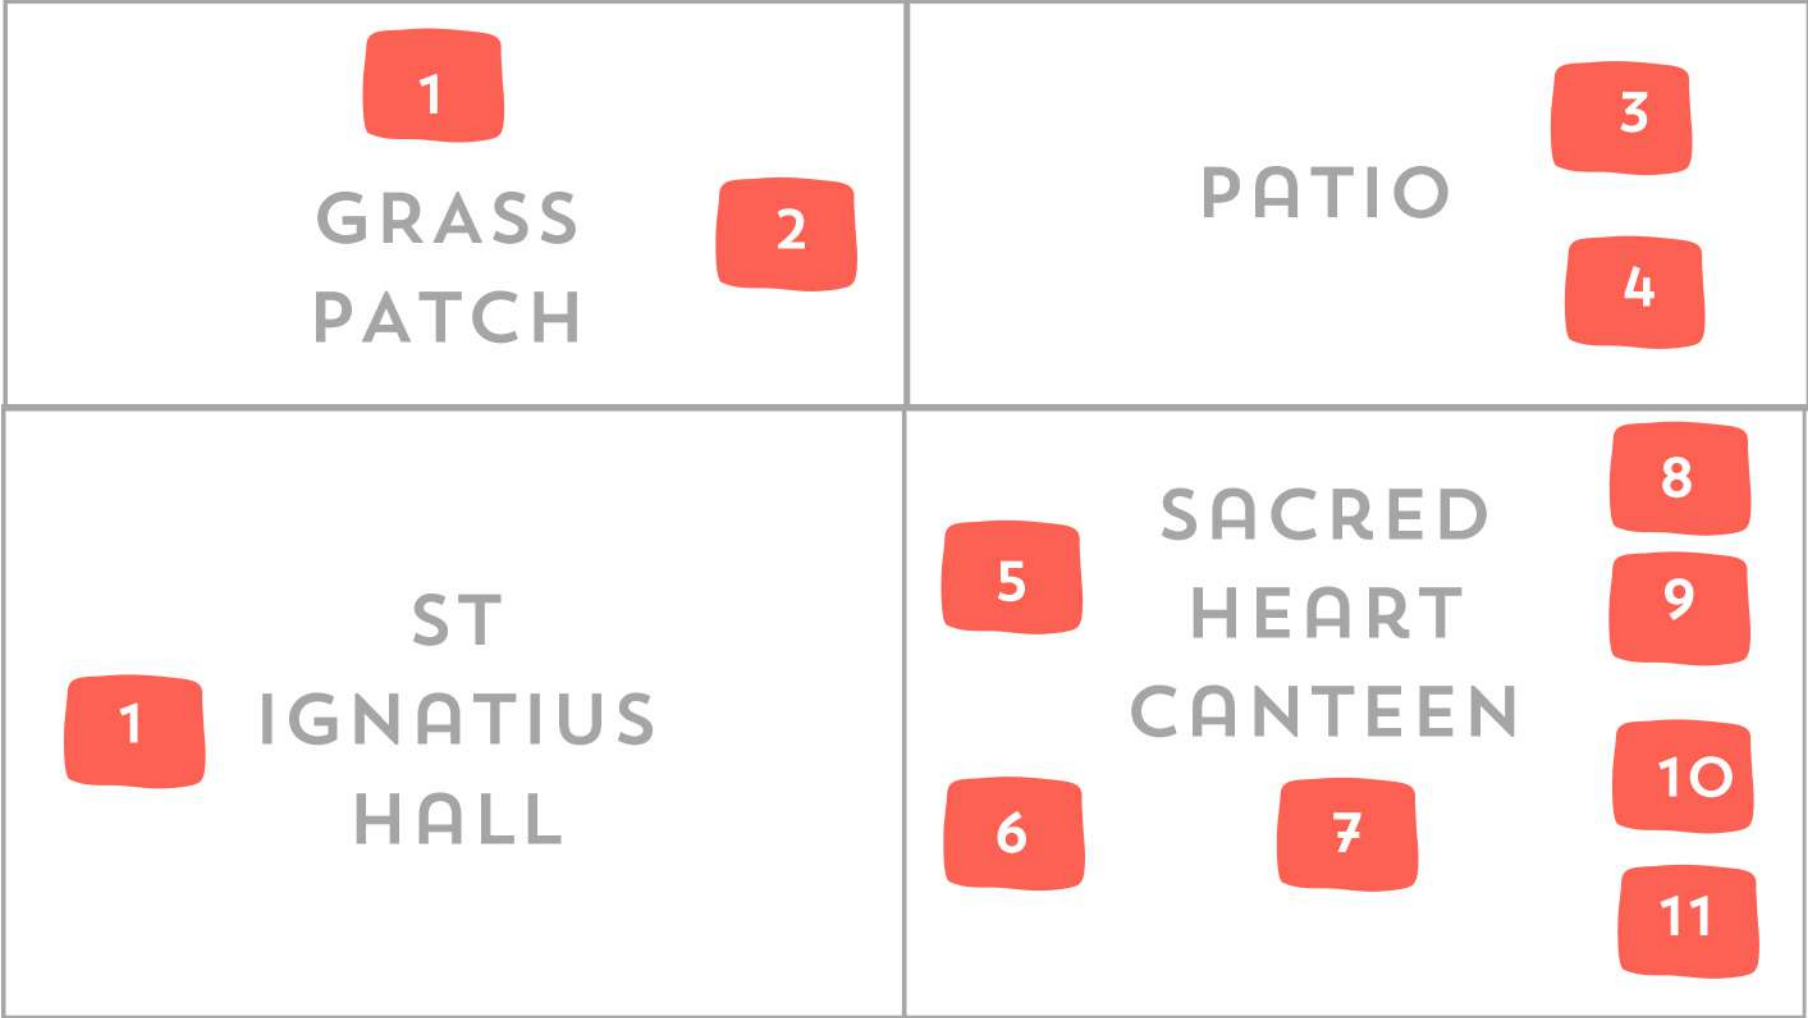 1
GRASS
PATCH
2
PATIO
3
4
1
ST
IGNATIUS
HALL
SACRED
HEART
CANTEEN
5
6
7
8
9
10
11